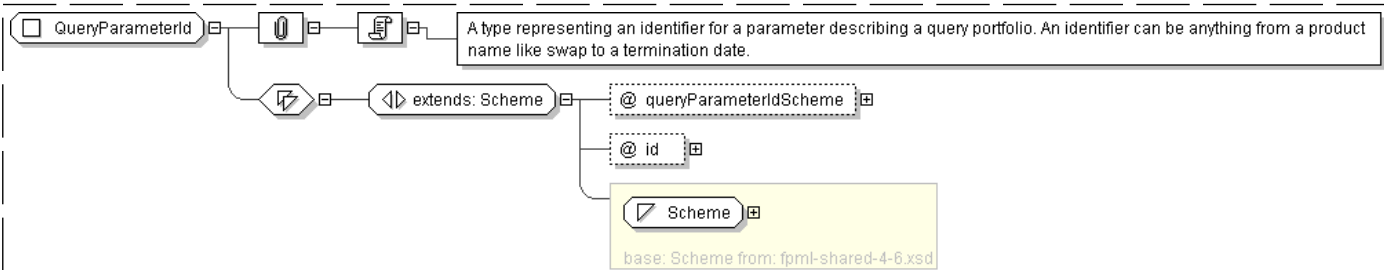 QueryParameterId
A type representing an identifier for a parameter describing a query portfolio. An identifier can be anything from a product
name like swap to a termination date.
extends: Scheme
@ queryParameterIdScheme
@ id
Scheme
base: Scheme from: fpml-shared-4-6.xsd